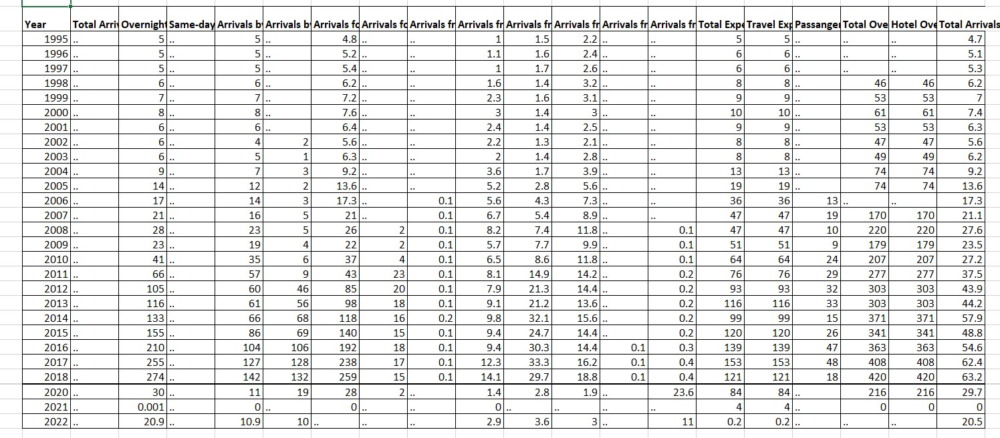 Year Total Arriv Overnight Same-day Arrivals by Arrivals by Arrivals fo Arrivals fo Arrivals fr Arrivals fr Arrivals fr Arrivals fr Arrivals fr Arrivals fr Total Expe Travel Exp Passenger Total Ove Hotel Ove Total Arrivals
1995 .. 5 .. 5 .. 4.8 .. .. 1 1.5 2.2 .. .. 5 5 .. .. .. 4.7
1996 .. 5 .. 5 .. 5.2 .. .. 1.1 1.6 2.4 .. .. 6 6 .. .. .. 5.1
1997 .. 5 .. 5 .. 5.4 .. .. 1 1.7 2.6 .. .. 6 6 .. .. .. 5.3
1998 .. 6 .. 6 .. 6.2 .. .. 1.6 1.4 3.2 .. .. 8 8 .. 46 46 6.2
1999 .. 7 .. 7 .. 7.2 .. .. 2.3 1.6 3.1 .. .. 9 9 .. 53 53 7
2000 .. 8 .. 8 .. 7.6 .. .. 3 1.4 3 .. .. 10 10 .. 61 61 7.4
2001 .. 6 .. 6 .. 6.4 .. .. 2.4 1.4 2.5 .. .. 9 9 .. 53 53 6.3
2002 .. 6 .. 4 2 5.6 .. .. 2.2 1.3 2.1 .. .. 8 8 .. 47 47 5.6
2003 .. 6 .. 5 1 6.3 .. .. 2 1.4 2.8 .. .. 8 8 .. 49 49 6.2
2004 .. 9 .. 7 3 9.2 .. .. 3.6 1.7 3.9 .. .. 13 13 .. 74 74 9.2
2005 .. 14 .. 12 2 13.6 .. .. 5.2 2.8 5.6 .. .. 19 19 .. 74 74 13.6
2006 .. 17 .. 14 3 17.3 .. 0.1 5.6 4.3 7.3 .. .. 36 36 13 .. .. 17.3
2007 .. 21 .. 16 5 21 .. 0.1 6.7 5.4 8.9 .. .. 47 47 19 170 170 21.1
2008 .. 28 .. 23 5 26 2 0.1 8.2 7.4 11.8 .. 0.1 47 47 10 220 220 27.6
2009 .. 23 .. 19 4 22 2 0.1 5.7 7.7 9.9 .. 0.1 51 51 9 179 179 23.5
2010 .. 41 .. 35 6 37 4 0.1 6.5 8.6 11.8 .. 0.1 64 64 24 207 207 27.2
2011 .. 66 .. 57 9 43 23 0.1 8.1 14.9 14.2 .. 0.2 76 76 29 277 277 37.5
2012 .. 105 .. 60 46 85 20 0.1 7.9 21.3 14.4 .. 0.2 93 93 32 303 303 43.9
2013 .. 116 .. 61 56 98 18 0.1 9.1 21.2 13.6 .. 0.2 116 116 33 303 303 44.2
2014 .. 133 .. 66 68 118 16 0.2 9.8 32.1 15.6 .. 0.2 99 99 15 371 371 57.9
2015 .. 155 .. 86 69 140 15 0.1 9.4 24.7 14.4 .. 0.2 120 120 26 341 341 48.8
2016 .. 210 .. 104 106 192 18 0.1 9.4 30.3 14.4 0.1 0.3 139 139 47 363 363 54.6
2017 .. 255 .. 127 128 238 17 0.1 12.3 33.3 16.2 0.1 0.4 153 153 48 408 408 62.4
2018 .. 274 .. 142 132 259 15 0.1 14.1 29.7 18.8 0.1 0.4 121 121 18 420 420 63.2
2020 .. 30 .. 11 19 28 2 .. 1.4 2.8 1.9 .. 23.6 84 84 .. 216 216 29.7
2021 .. 0.001 .. 0 .. 0 .. .. 0 .. .. .. .. 4 4 .. 0 0 0
2022 .. 20.9 .. 10.9 10 .. .. .. 2.9 3.6 3 .. 11 0.2 0.2 .. .. .. 20.5